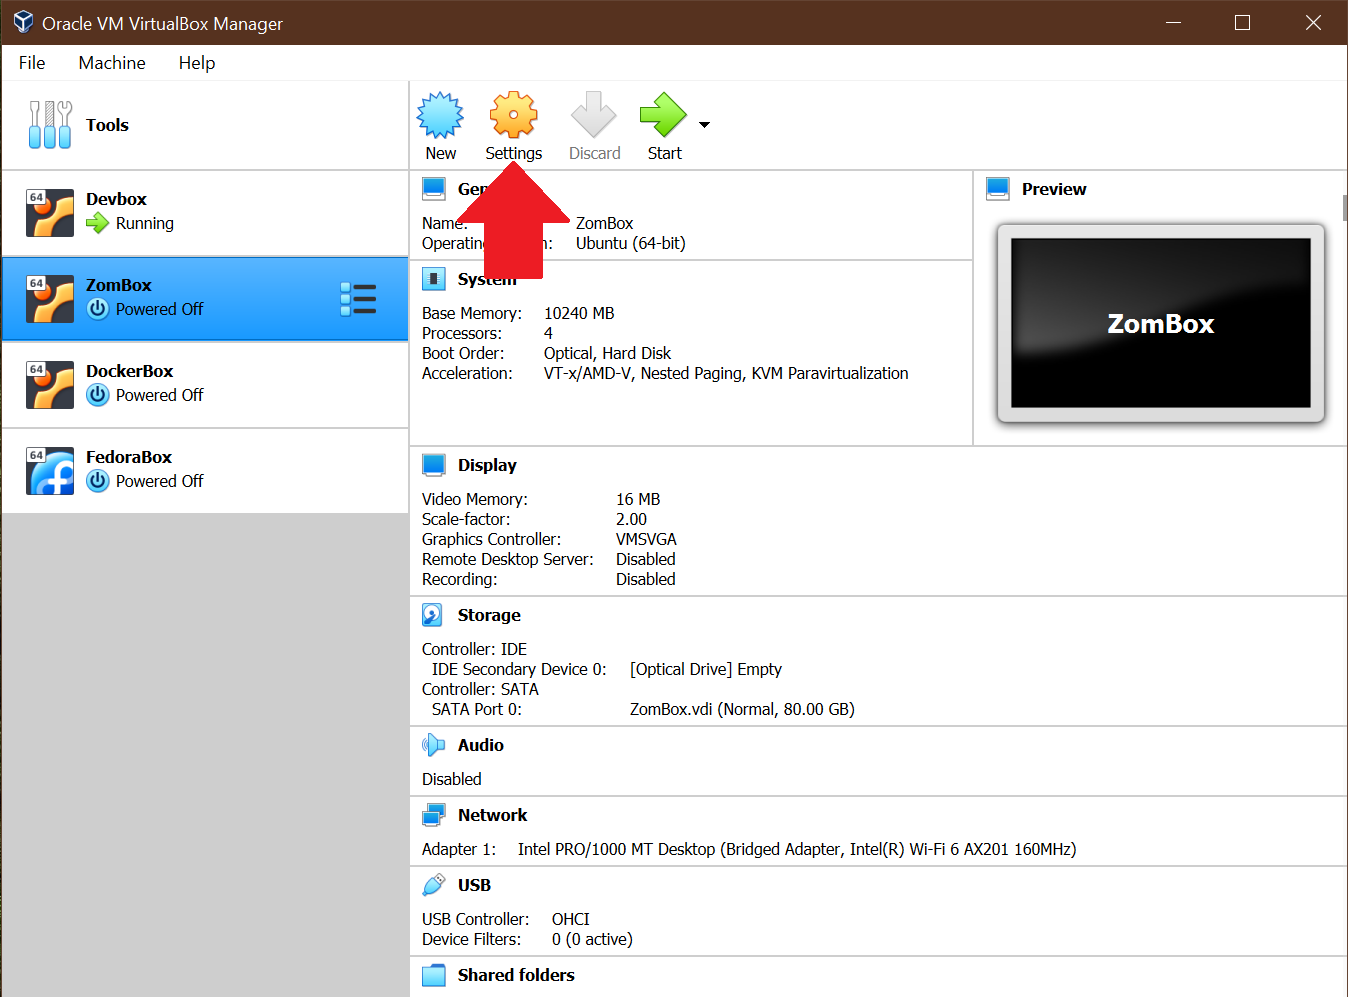 Oracle VM VirtualBox Manager
File Machine Help
Tools
New Settings Discard Start
64
Devbox
Running
64
ZomBox
Powered Off
64
DockerBox
Powered Off
64
FedoraBox
Powered Off
Name: ZomBox
Ubuntu (64-bit)
System
Base Memory: 10240 MB
Processors: 4
Boot Order: Optical, Hard Disk
Acceleration: VT-x/AMD-V, Nested Paging, KVM Paravirtualization
Preview
ZomBox
Display
Video Memory: 16 MB
Scale-factor: 2.00
Graphics Controller: VMSVGA
Remote Desktop Server: Disabled
Recording: Disabled
Storage
Controller: IDE
IDE Secondary Device 0: [Optical Drive] Empty
Controller: SATA
SATA Port 0: ZomBox.vdi (Normal, 80.00 GB)
Audio
Disabled
Network
Adapter 1: Intel PRO/1000 MT Desktop (Bridged Adapter, Intel(R) Wi-Fi 6 AX201 160MHz)
USB
USB Controller: OHCI
Device Filters: 0 (0 active)
Shared folders